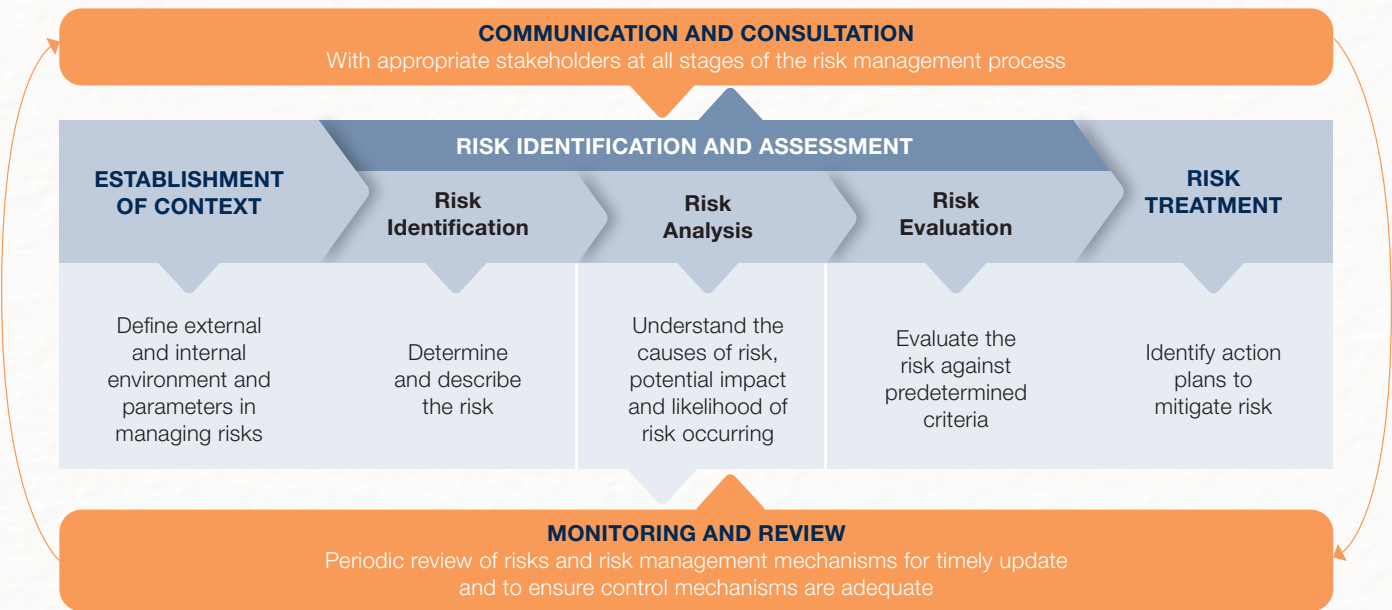 COMMUNICATION AND CONSULTATION
With appropriate stakeholders at all stages of the risk management process
RISK IDENTIFICATION AND ASSESSMENT
ESTABLISHMENT
OF CONTEXT
Risk
Identification
Risk
Analysis
Risk
Evaluation
RISK
TREATMENT
Define external
and internal
environment and
parameters in
managing risks
Determine
and describe
the risk
Understand the
causes of risk,
potential impact
and likelihood of
risk occurring
Evaluate the
risk against
predetermined
criteria
Identify action
plans to
mitigate risk
MONITORING AND REVIEW
Periodic review of risks and risk management mechanisms for timely update
and to ensure control mechanisms are adequate